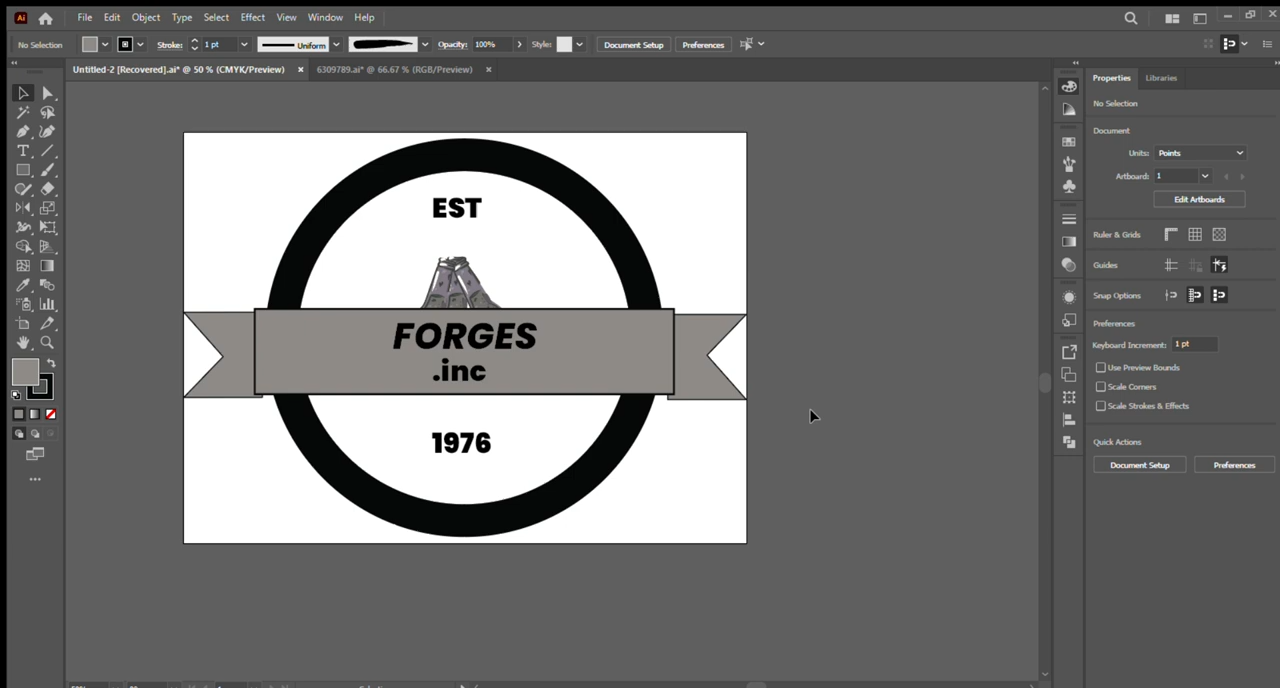 Ai File Edit Object Type Select Effect View Window Help
No Selection Stroke: 1 pt Uniform Opacity: 100% Style: Document Setup Preferences
Untitled-2 [Recovered].ai* @ 50 % (CMYK/Preview) × 6309789.ai* @ 66.67 % (RGB/Preview) ×
EST
FORGES
.inc
1976
Properties Libraries
No Selection
Document
Units: Points
Artboard: 1
Edit Artboards
Ruler & Grids
Guides
Snap Options
Preferences
Keyboard Increment: 1 pt
Use Preview Bounds
Scale Corners
Scale Strokes & Effects
Quick Actions
Document Setup Preferences